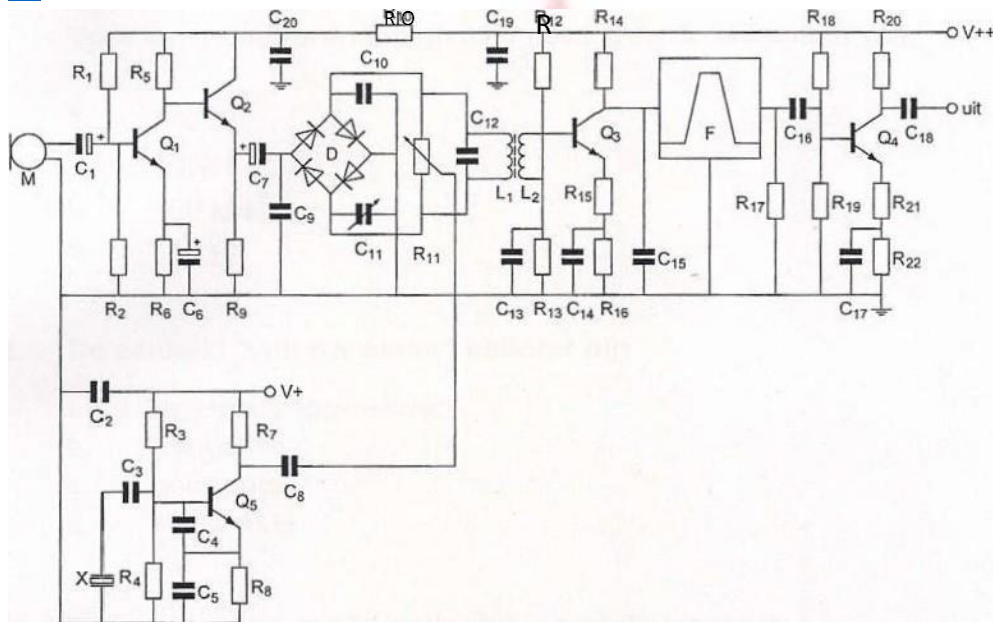 C20 R10 C19 R12 R14 R18 R20
V++
R1 R5 C10
Q2 C12 uit
Q1 D Q3 F C16 Q4 C18
M C1 C7
L1 L2 R15 R17 R19 R21
C9 C11 R11
C15 R22
R2 R6 C6 R9 C13 R13 C14 R16 C17
V+
C2
R3 R7
C3 C8
Q5
C4
X R4 C5 R8